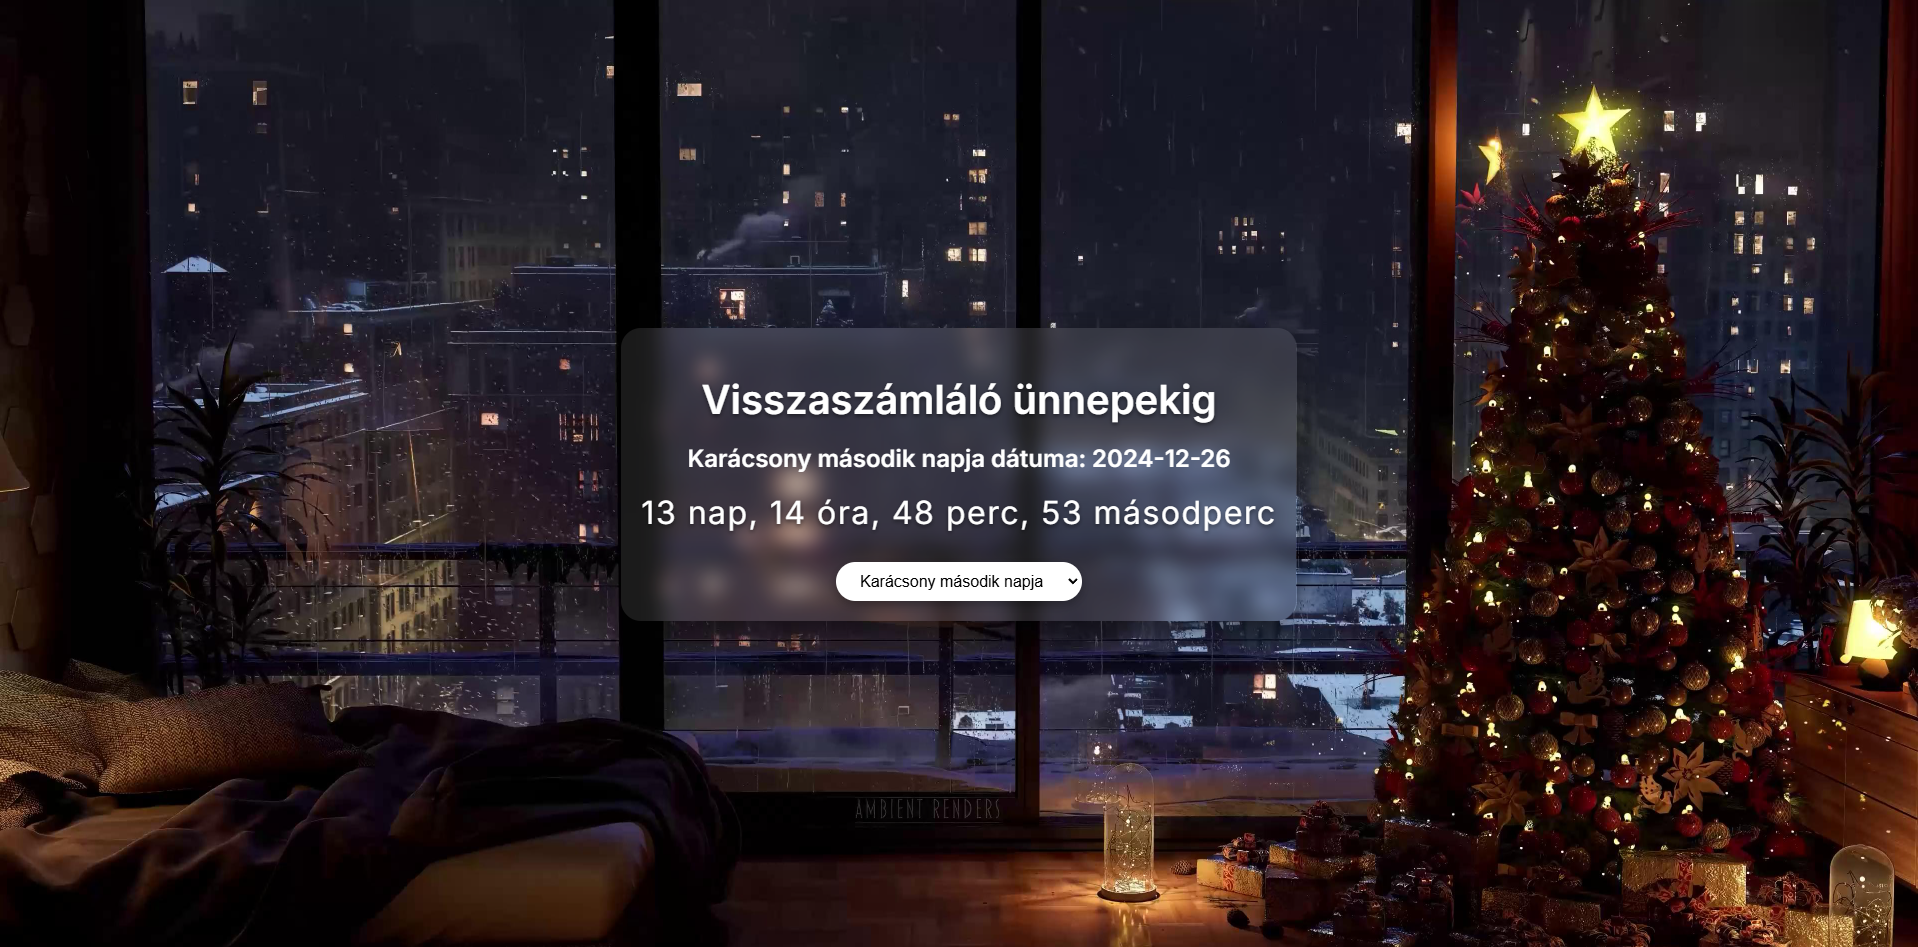 Visszaszámláló ünnepekig
Karácsony második napja dátuma: 2024-12-26
13 nap, 14 óra, 48 perc, 53 másodperc
Karácsony második napja
AMBIENT RENDERS